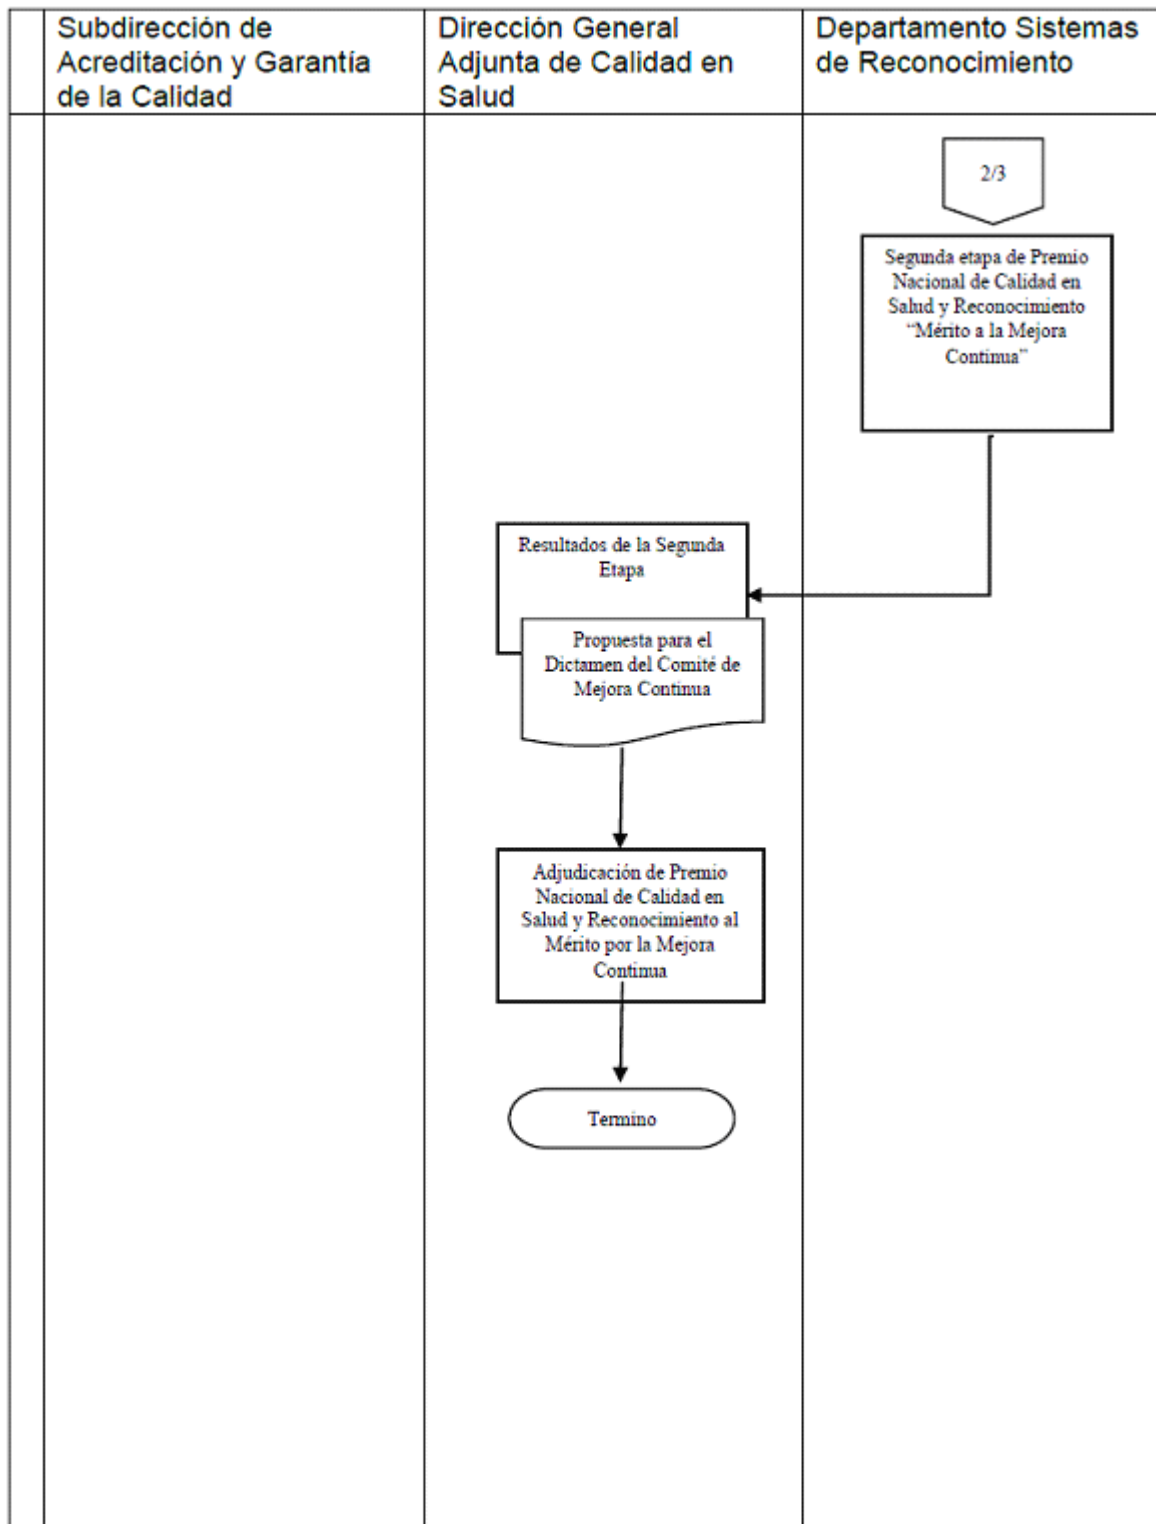 Subdirección de
Acreditación y Garantía
de la Calidad
Dirección General
Adjunta de Calidad en
Salud
Departamento Sistemas
de Reconocimiento
2/3
Segunda etapa de Premio
Nacional de Calidad en
Salud y Reconocimiento
“Mérito a la Mejora
Continua”
Resultados de la Segunda
Etapa
Propuesta para el
Dictamen del Comité de
Mejora Continua
Adjudicación de Premio
Nacional de Calidad en
Salud y Reconocimiento al
Mérito por la Mejora
Continua
Termino